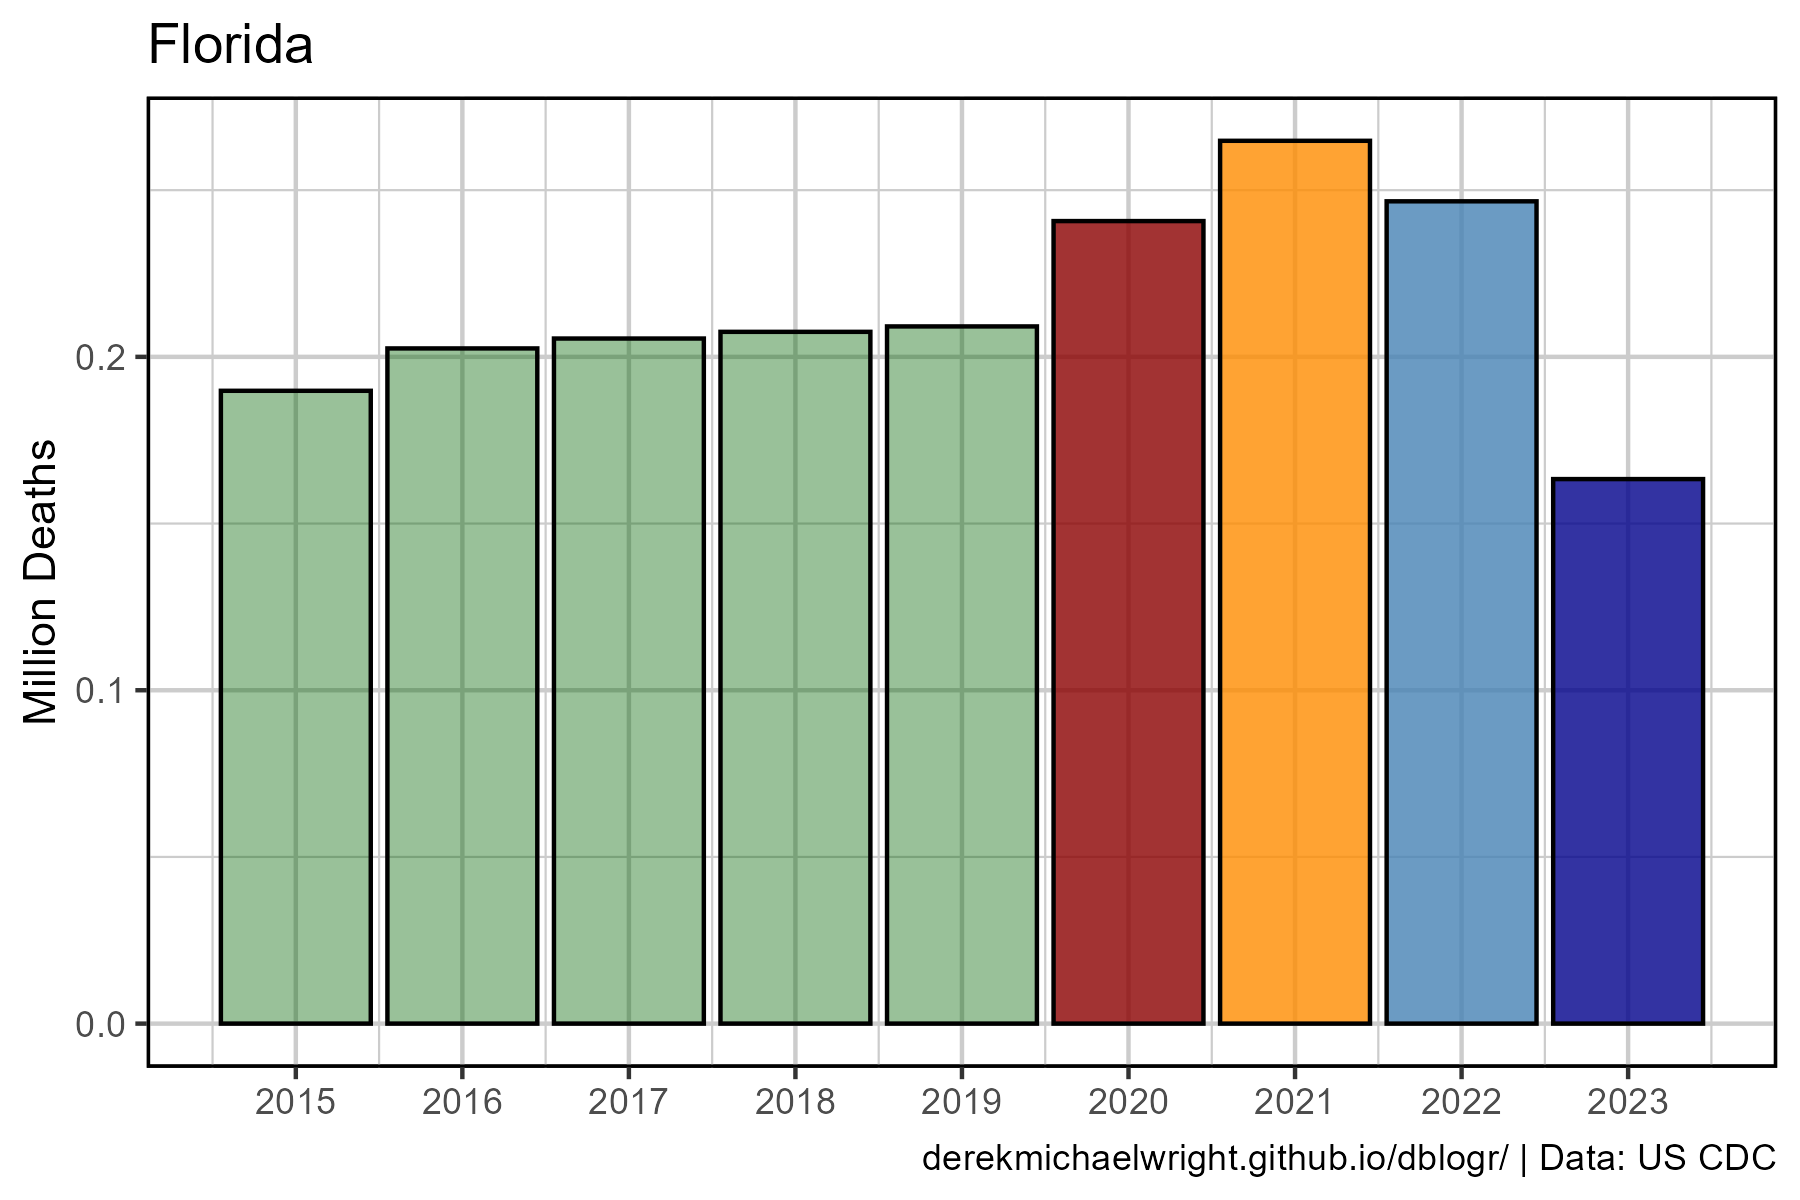 Florida
Million Deaths
0.2
0.1
0.0
2015 2016 2017 2018 2019 2020 2021 2022 2023
derekmichaelwright.github.io/dblogr/ | Data: US CDC